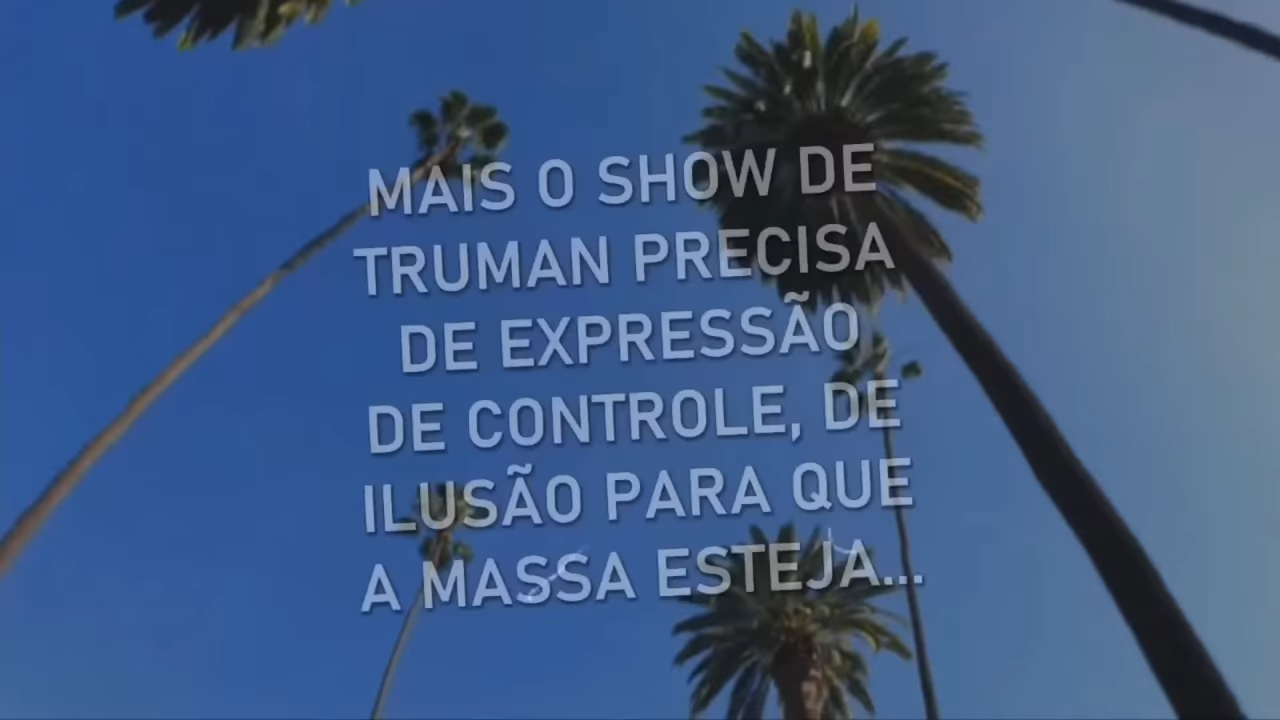 MAIS O SHOW DE
TRUMAN PRECISA
DE EXPRESSÃO
DE CONTROLE, DE
ILUSÃO PARA QUE
A MASSA ESTEJA...